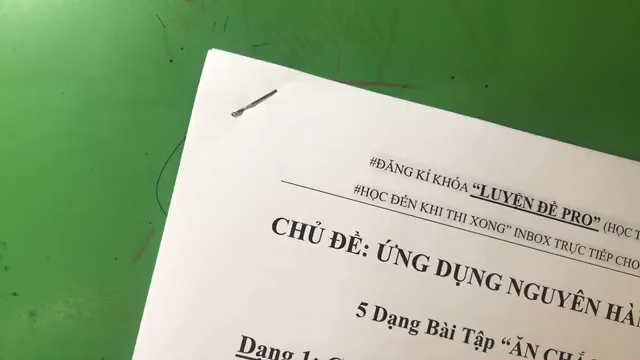 #ĐĂNG KÍ KHÓA “LUYỆN ĐỀ PRO” (HỌC T
#HỌC ĐẾN KHI THI XONG” INBOX TRỰC TIẾP CHO
CHỦ ĐỀ: ỨNG DỤNG NGUYÊN HÀ
5 Dạng Bài Tập “ĂN CHẮ
Dạng 1: